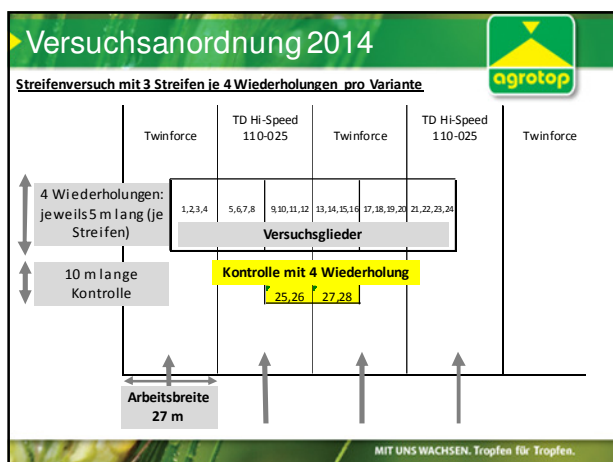 Versuchsanordnung 2014
agrotop
Streifenversuch mit 3 Streifen je 4 Wiederholungen pro Variante
Twinforce
TD Hi-Speed
110-025
Twinforce
TD Hi-Speed
110-025
Twinforce
4 Wiederholungen:
jeweils 5 m lang (je
Streifen)
1,2,3,4
5,6,7,8
9,10,11,12
13,14,15,16
17,18,19,20
21,22,23,24
Versuchsglieder
10 m lange
Kontrolle
Kontrolle mit 4 Wiederholung
25,26
27,28
Arbeitsbreite
27 m
MIT UNS WACHSEN. Tropfen für Tropfen.